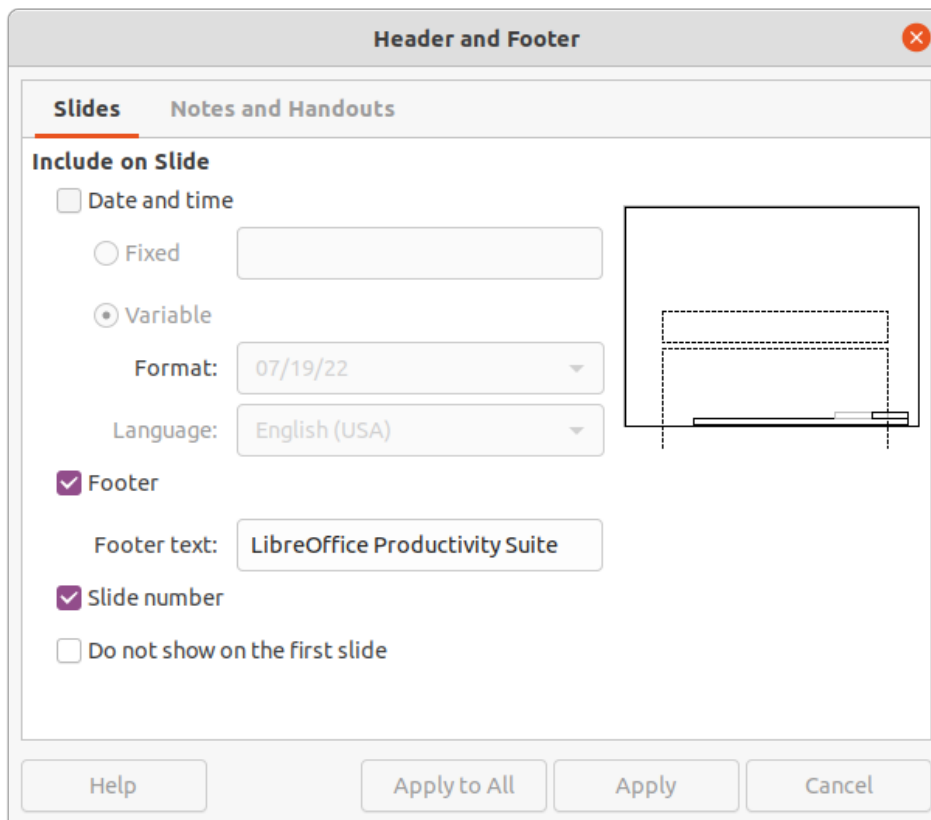 Header and Footer
Slides Notes and Handouts
Include on Slide
Date and time
Fixed
Variable
Format: 07/19/22
Language: English (USA)
Footer
Footer text: LibreOffice Productivity Suite
Slide number
Do not show on the first slide
Help Apply to All Apply Cancel